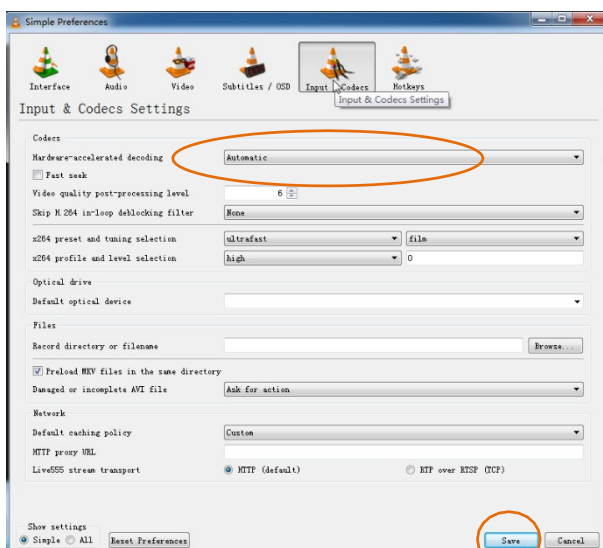 Simple Preferences
Interface Audio Video Subtitles / OSD Input Codecs Hotkeys
Input & Codecs Settings
Input & Codecs Settings
Codecs
Hardware-accelerated decoding Automatic
Fast seek
Video quality post-processing level 6
Skip H.264 in-loop deblocking filter None
x264 preset and tuning selection ultrafast film
x264 profile and level selection high 0
Optical drive
Default optical device
Files
Record directory or filename Browse...
Preload MKV files in the same directory
Damaged or incomplete AVI file Ask for action
Network
Default caching policy Custom
HTTP proxy URL
Live555 stream transport HTTP (default) RTP over RTSP (TCP)
Show settings
Simple All Reset Preferences Save Cancel